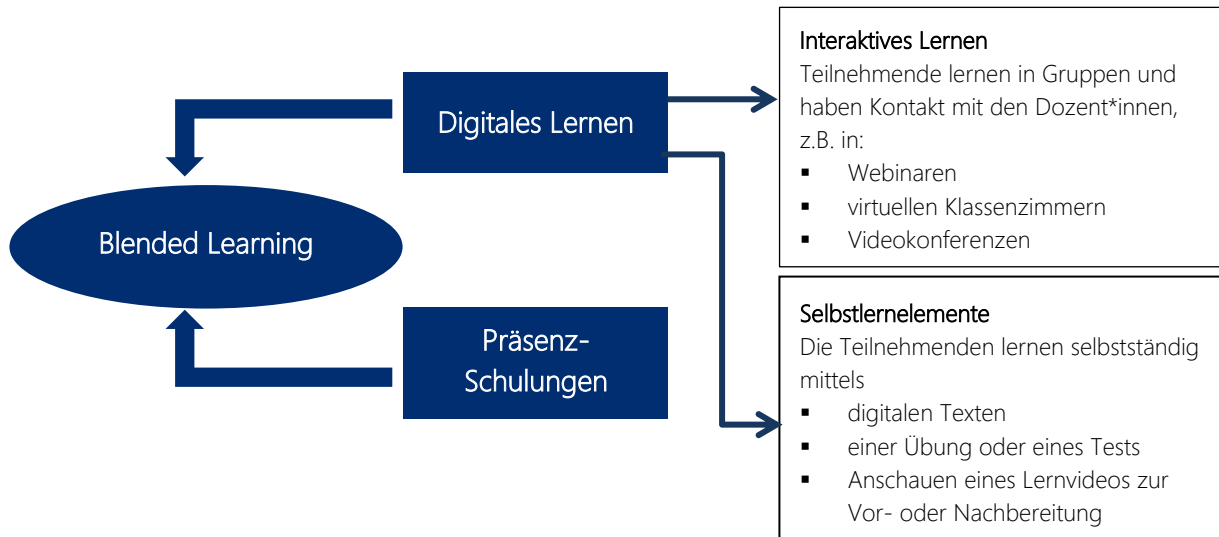 Digitales Lernen
Blended Learning
Präsenz-
Schulungen
Interaktives Lernen
Teilnehmende lernen in Gruppen und
haben Kontakt mit den Dozent*innen,
z.B. in:
▪ Webinaren
▪ virtuellen Klassenzimmern
▪ Videokonferenzen
Selbstlernelemente
Die Teilnehmenden lernen selbstständig
mittels
▪ digitalen Texten
▪ einer Übung oder eines Tests
▪ Anschauen eines Lernvideos zur
Vor- oder Nachbereitung